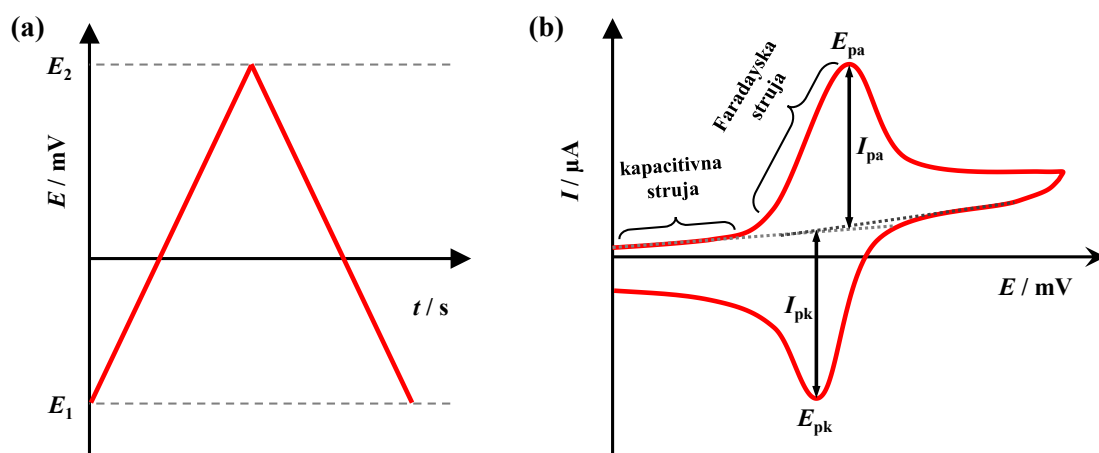 (a)
E2
E / mV
t / s
E1
(b)
Epa
Faradayska
struja
Ipa
kapacitivna
struja
I / µA
E / mV
Ipk
Epk